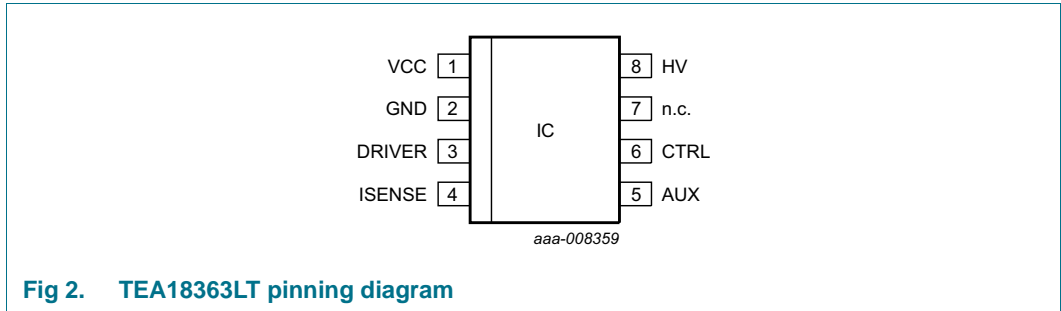 VCC 1 8 HV
GND 2 7 n.c.
IC
DRIVER 3 6 CTRL
ISENSE 4 5 AUX
aaa-008359
Fig 2. TEA18363LT pinning diagram